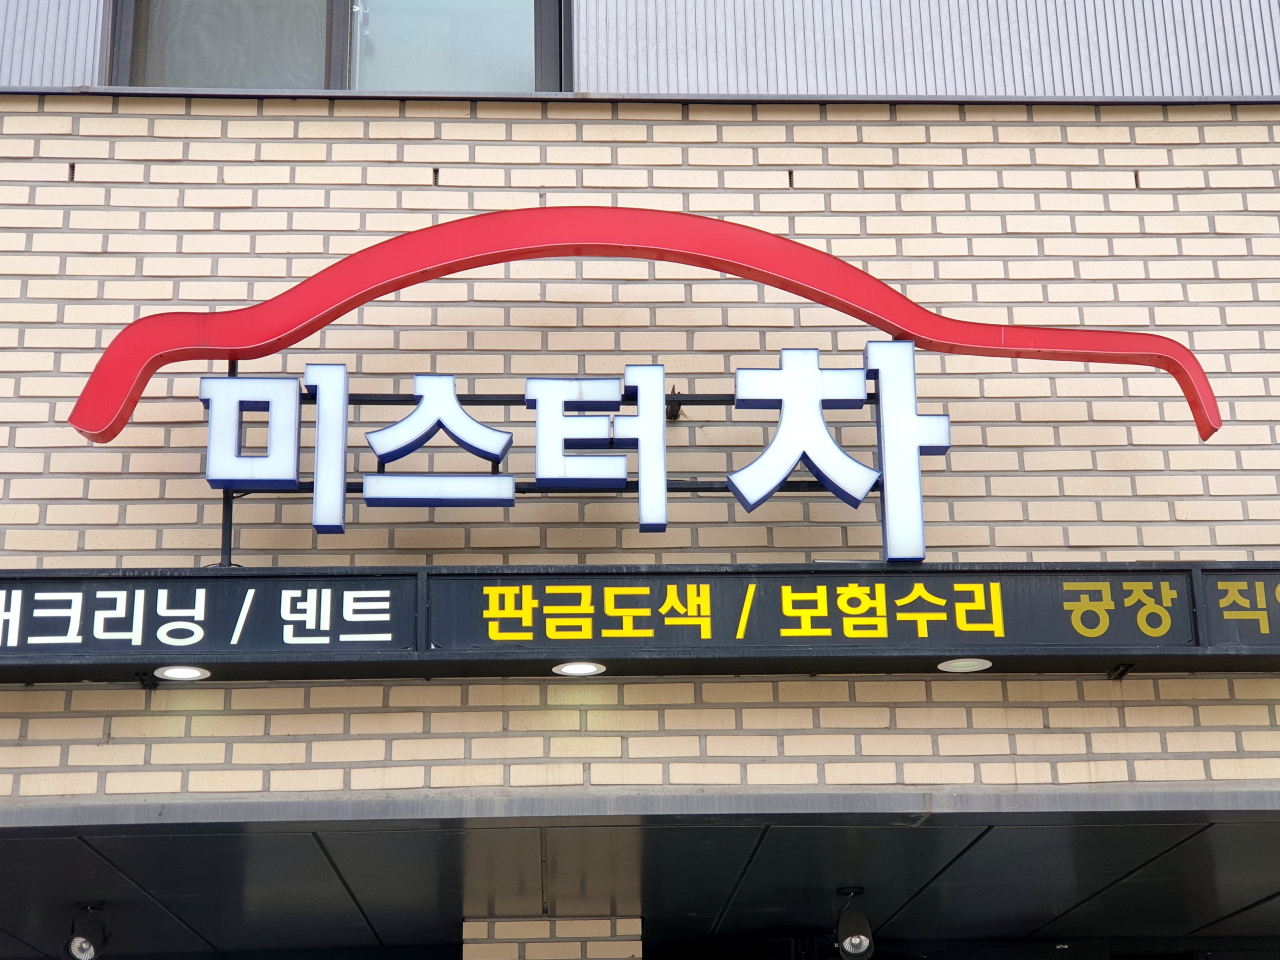 미스터차
크리닝 / 덴트 판금도색 / 보험수리 공장